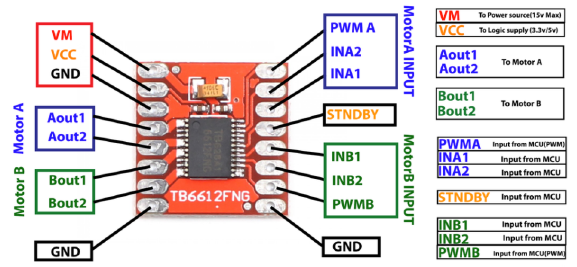 VM
VCC
GND
Motor A
Aout1
Aout2
Motor B
Bout1
Bout2
GND
TB6612FNG
PWM A
INA2
INA1
MotorA INPUT
STNDBY
INB1
INB2
PWMB
MotorB INPUT
GND
VM To Power source(15v Max)
VCC To Logic supply (3.3v/5v)
Aout1
Aout2
To Motor A
Bout1
Bout2
To Motor B
PWMA Input from MCU(PWM)
INA1 Input from MCU
INA2 Input from MCU
STNDBY Input from MCU
INB1 Input from MCU
INB2 Input from MCU
PWMB Input from MCU(PWM)